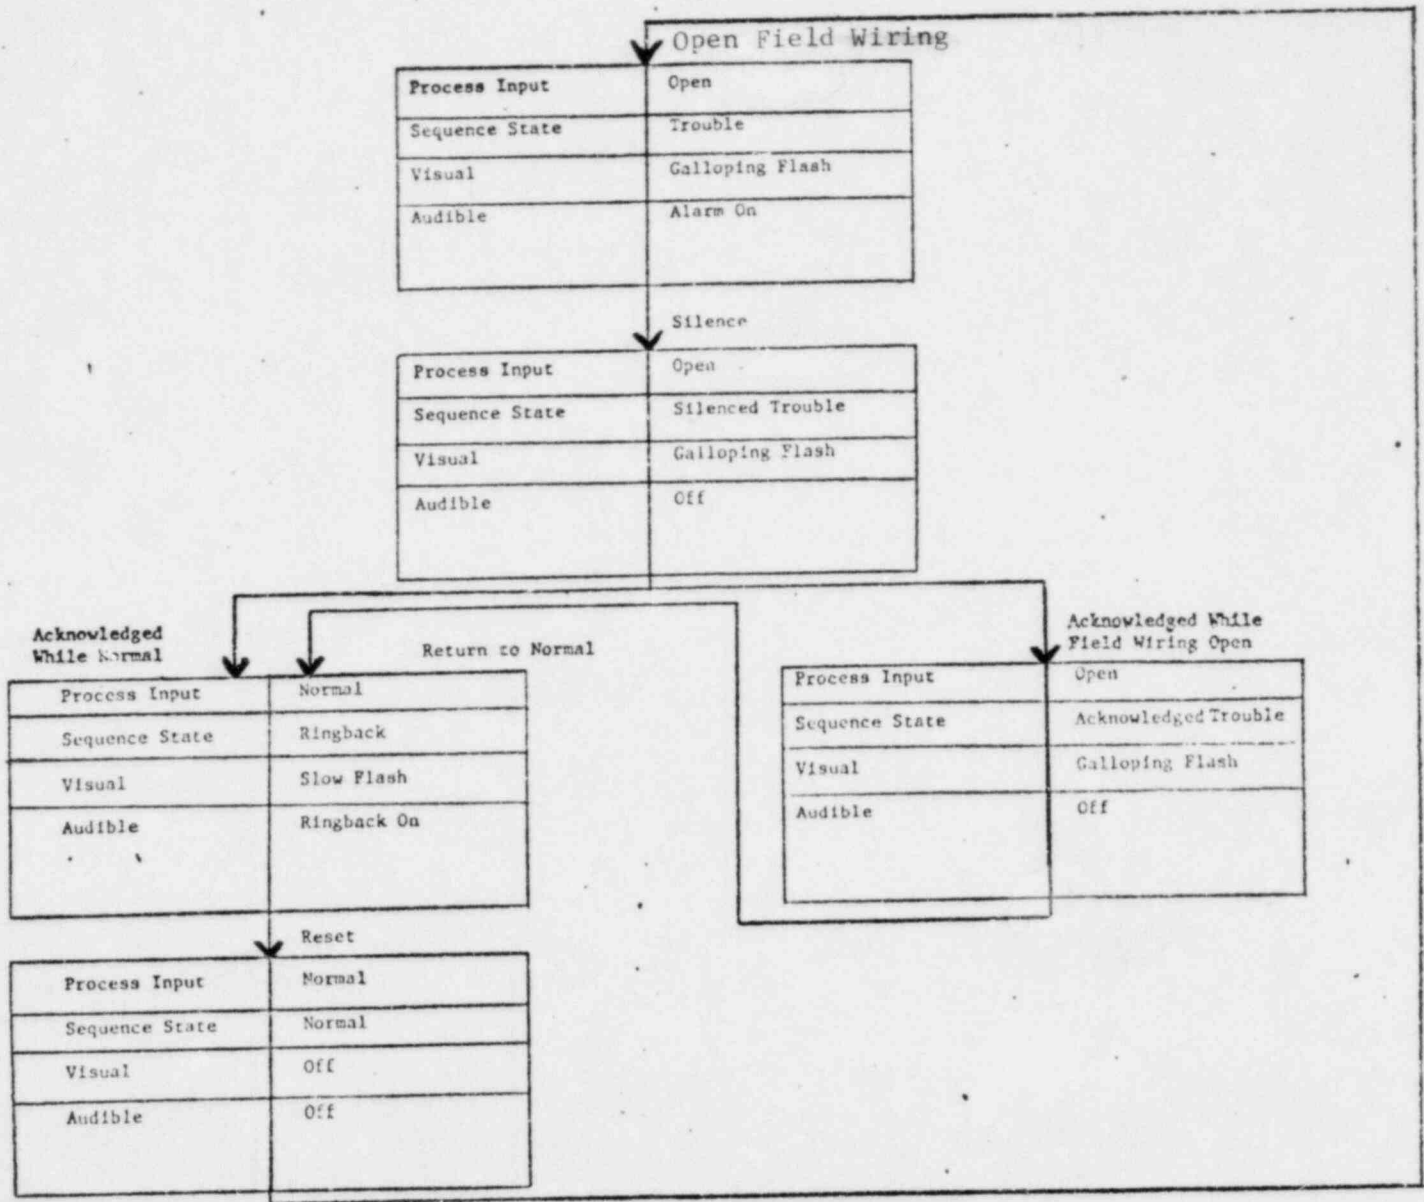 Open Field Wiring
Process Input Open
Sequence State Trouble
Visual Galloping Flash
Audible Alarm On
Silence
Process Input Open
Sequence State Silenced Trouble
Visual Galloping Flash
Audible Off
Acknowledged
While Normal
Return to Normal
Process Input Normal
Sequence State Ringback
Visual Slow Flash
Audible Ringback On
Acknowledged While
Field Wiring Open
Process Input Open
Sequence State Acknowledged Trouble
Visual Galloping Flash
Audible Off
Reset
Process Input Normal
Sequence State Normal
Visual Off
Audible Off